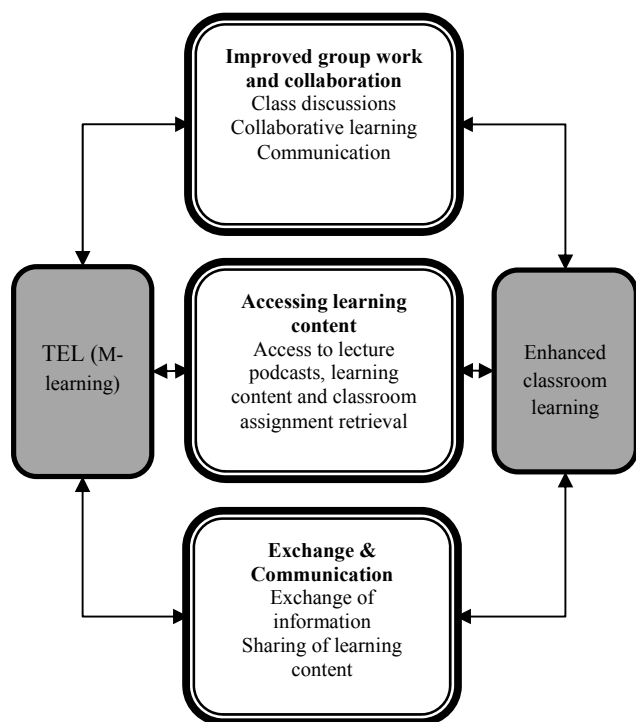 Improved group work
and collaboration
Class discussions
Collaborative learning
Communication
TEL (M-
learning)
Accessing learning
content
Access to lecture
podcasts, learning
content and classroom
assignment retrieval
Enhanced
classroom
learning
Exchange &
Communication
Exchange of
information
Sharing of learning
content